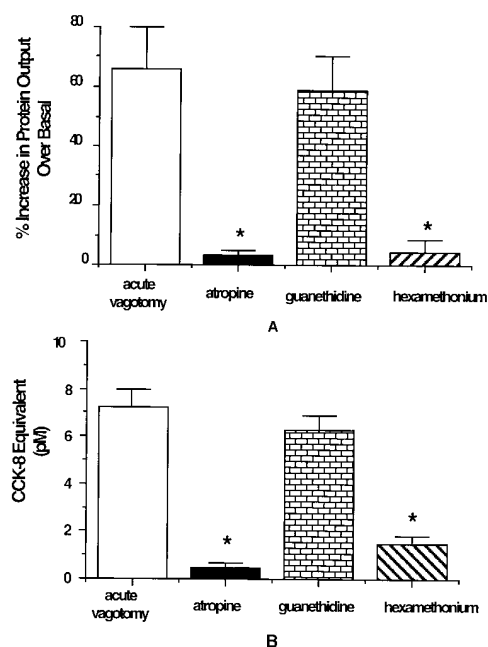 % Increase in Protein Output
Over Basal
80
60
40
20
0
*
*
acute
vagotomy
atropine
guanethidine
hexamethonium
A
CCK-8 Equivalent
(pM)
10
8
6
4
2
0
*
*
acute
vagotomy
atropine
guanethidine
hexamethonium
B